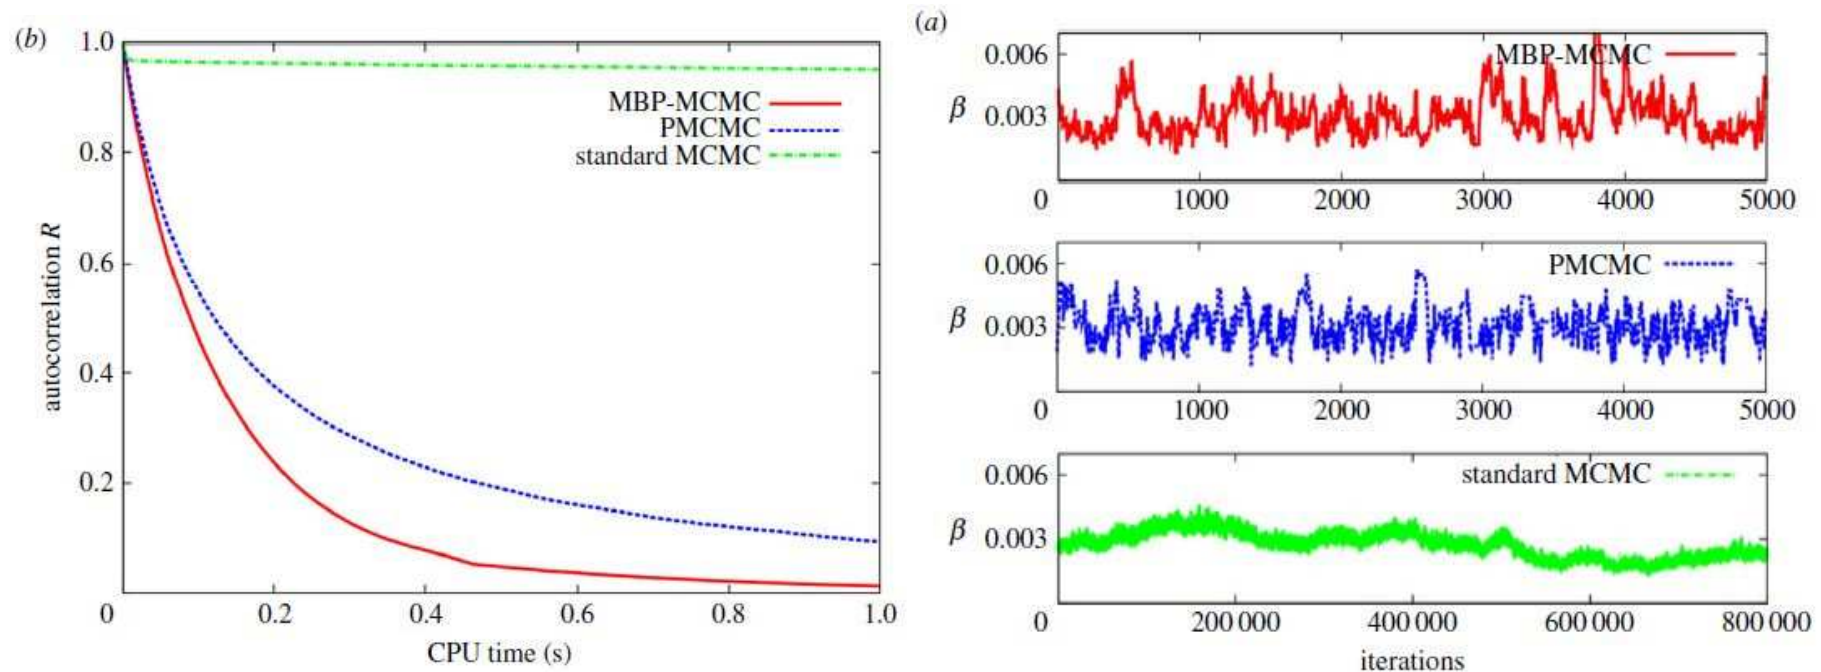 (b)
1.0
0.8
0.6
0.4
0.2
0
0.2
0.4
0.6
0.8
1.0
autocorrelation R
CPU time (s)
MBP-MCMC
PMCMC
standard MCMC
(a)
MBP-MCMC
0.006
β 0.003
0 1000 2000 3000 4000 5000
PMCMC
0.006
β 0.003
0 1000 2000 3000 4000 5000
standard MCMC
0.006
β 0.003
0 200 000 400 000 600 000 800 000
iterations